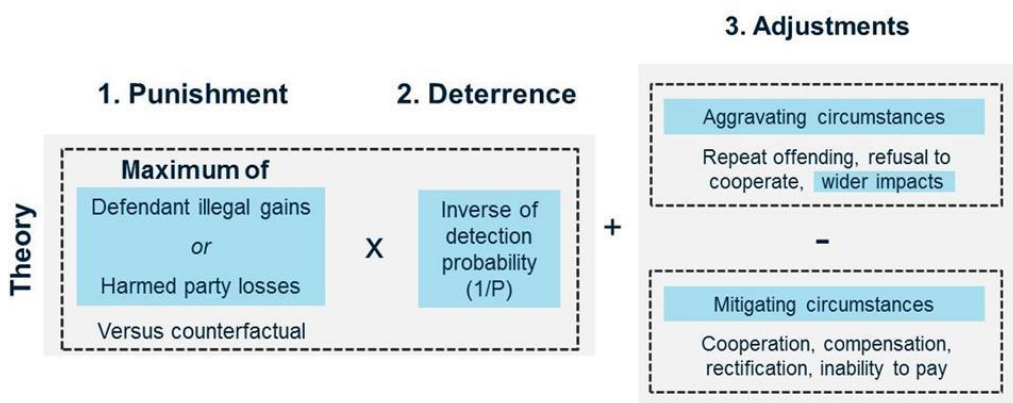 3. Adjustments
1. Punishment
2. Deterrence
Theory
Maximum of
Defendant illegal gains
or
Harmed party losses
Versus counterfactual
X
Inverse of
detection
probability
(1/P)
+
Aggravating circumstances
Repeat offending, refusal to
cooperate, wider impacts
-
Mitigating circumstances
Cooperation, compensation,
rectification, inability to pay